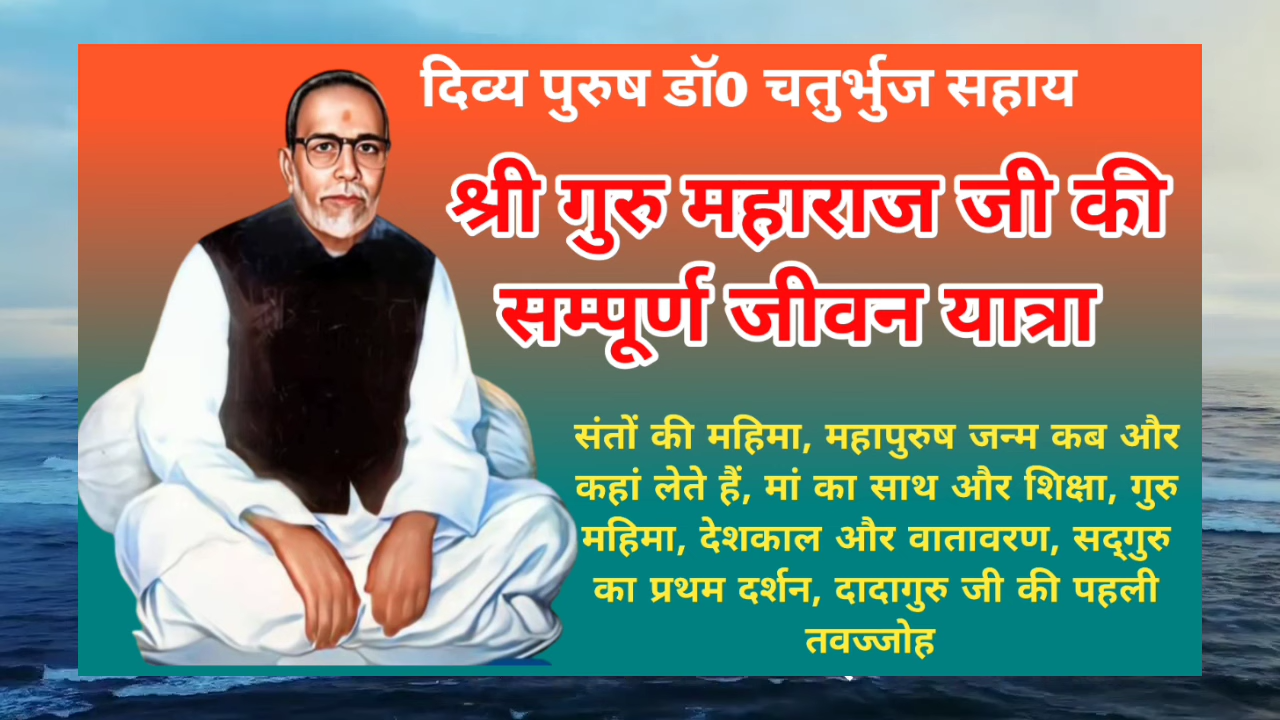 दिव्य पुरुष डॉ0 चतुर्भुज सहाय
श्री गुरु महाराज जी की
सम्पूर्ण जीवन यात्रा
संतों की महिमा, महापुरुष जन्म कब और
कहां लेते हैं, मां का साथ और शिक्षा, गुरु
महिमा, देशकाल और वातावरण, सद्‌गुरु
का प्रथम दर्शन, दादागुरु जी की पहली
तवज्जोह